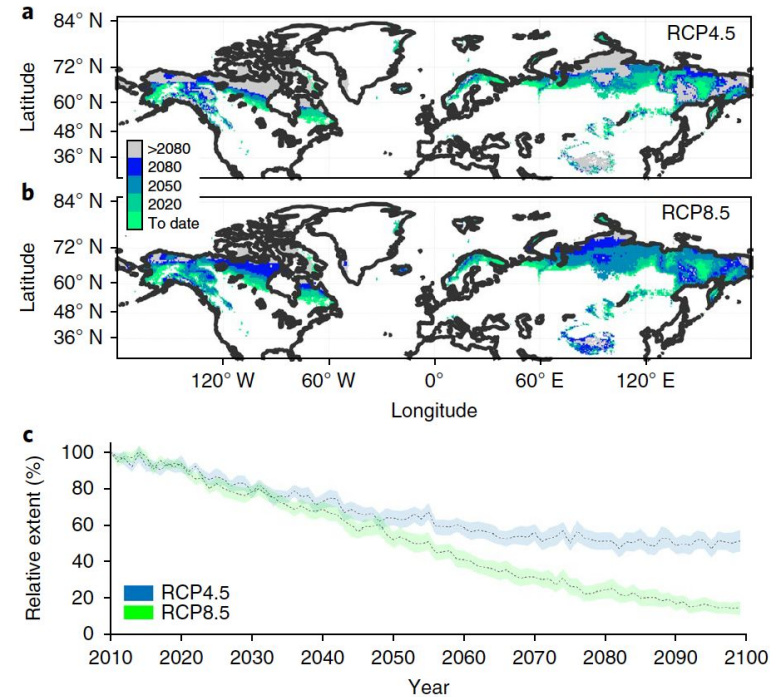 a
84° N
72° N
60° N
48° N
36° N
Latitude
RCP4.5
>2080
2080
2050
2020
To date
b
84° N
72° N
60° N
48° N
36° N
Latitude
RCP8.5
120° W 60° W 0° 60° E 120° E
Longitude
c
100
80
60
40
20
0
Relative extent (%)
RCP4.5
RCP8.5
2010 2020 2030 2040 2050 2060 2070 2080 2090 2100
Year